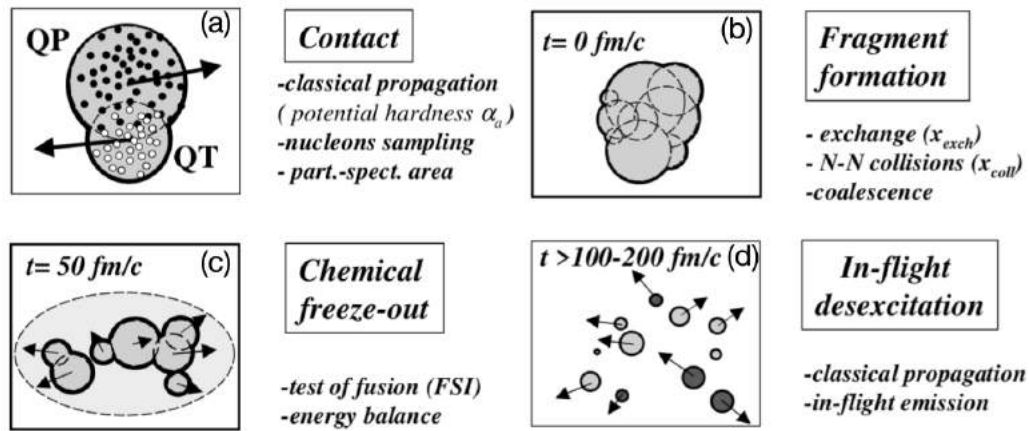 (a)
QP
QT
Contact
-classical propagation
( potential hardness αₐ )
-nucleons sampling
- part.-spect. area
(b)
t= 0 fm/c
Fragment
formation
- exchange (x_exch)
- N-N collisions (x_coll)
-coalescence
t= 50 fm/c (c)
Chemical
freeze-out
-test of fusion (FSI)
-energy balance
t >100-200 fm/c (d)
In-flight
desexcitation
-classical propagation
-in-flight emission